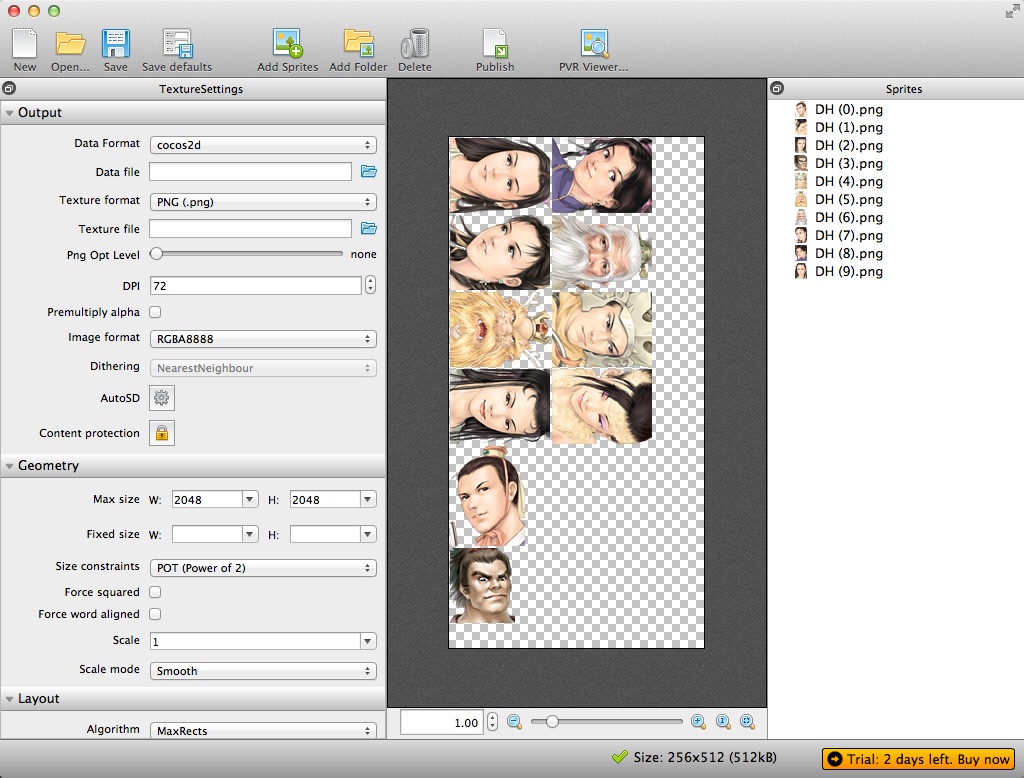 New Open... Save Save defaults Add Sprites Add Folder Delete Publish PVR Viewer...
TextureSettings
Output
Data Format cocos2d
Data file
Texture format PNG (.png)
Texture file
Png Opt Level none
DPI 72
Premultiply alpha
Image format RGBA8888
Dithering NearestNeighbour
AutoSD
Content protection
Geometry
Max size W: 2048 H: 2048
Fixed size W: H:
Size constraints POT (Power of 2)
Force squared
Force word aligned
Scale 1
Scale mode Smooth
Layout
Algorithm MaxRects
1.00
Sprites
DH (0).png
DH (1).png
DH (2).png
DH (3).png
DH (4).png
DH (5).png
DH (6).png
DH (7).png
DH (8).png
DH (9).png
Size: 256x512 (512kB)
Trial: 2 days left. Buy now